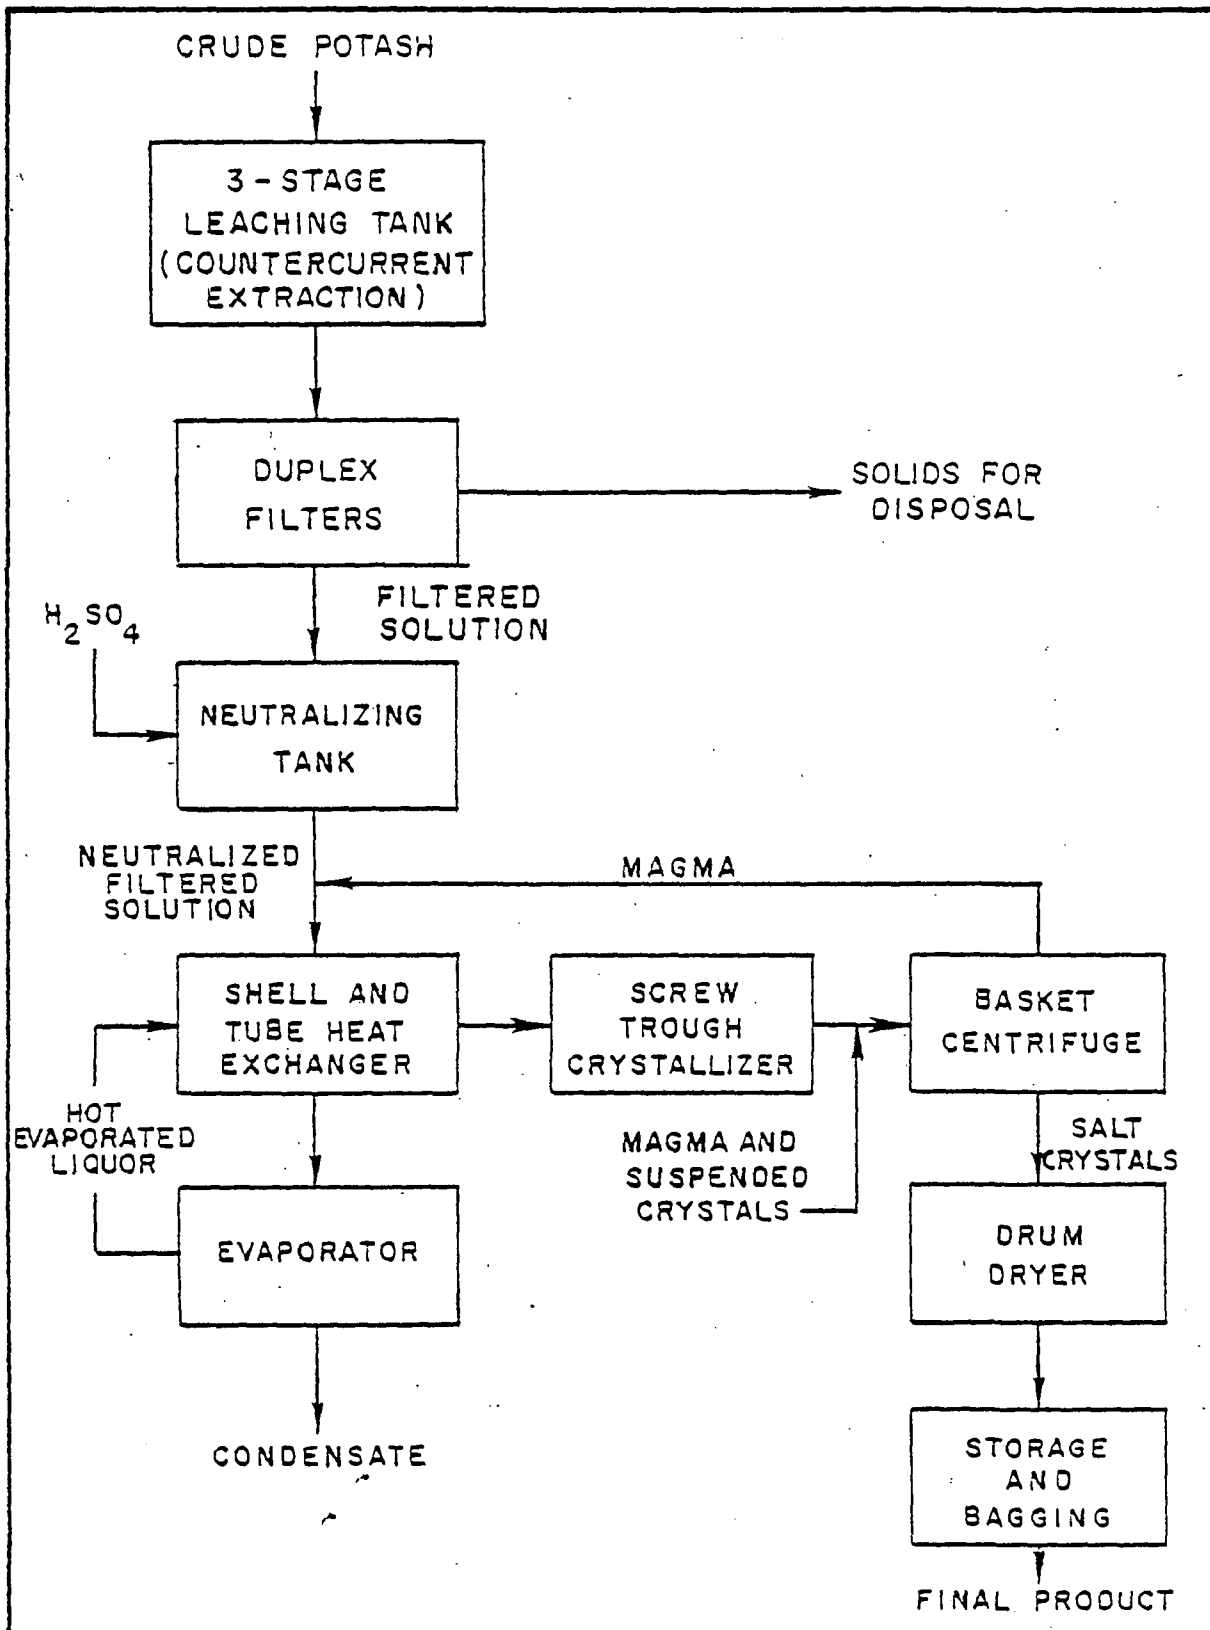 CRUDE POTASH
3-STAGE
LEACHING TANK
(COUNTERCURRENT
EXTRACTION)
DUPLEX
FILTERS
SOLIDS FOR
DISPOSAL
FILTERED
SOLUTION
H2SO4
NEUTRALIZING
TANK
NEUTRALIZED
FILTERED
SOLUTION
MAGMA
SHELL AND
TUBE HEAT
EXCHANGER
SCREW
TROUGH
CRYSTALLIZER
BASKET
CENTRIFUGE
HOT
EVAPORATED
LIQUOR
MAGMA AND
SUSPENDED
CRYSTALS
SALT
CRYSTALS
EVAPORATOR
DRUM
DRYER
CONDENSATE
STORAGE
AND
BAGGING
FINAL PRODUCT